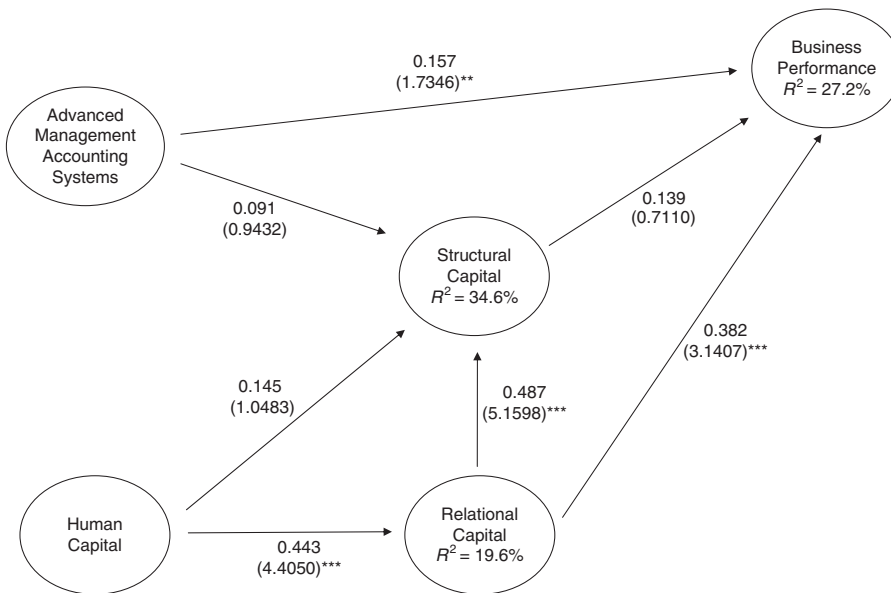 Business
Performance
R² = 27.2%
0.157
(1.7346)**
Advanced
Management
Accounting
Systems
0.091
(0.9432)
0.139
(0.7110)
Structural
Capital
R² = 34.6%
0.382
(3.1407)***
0.145
(1.0483)
0.487
(5.1598)***
Human
Capital
Relational
Capital
R² = 19.6%
0.443
(4.4050)***